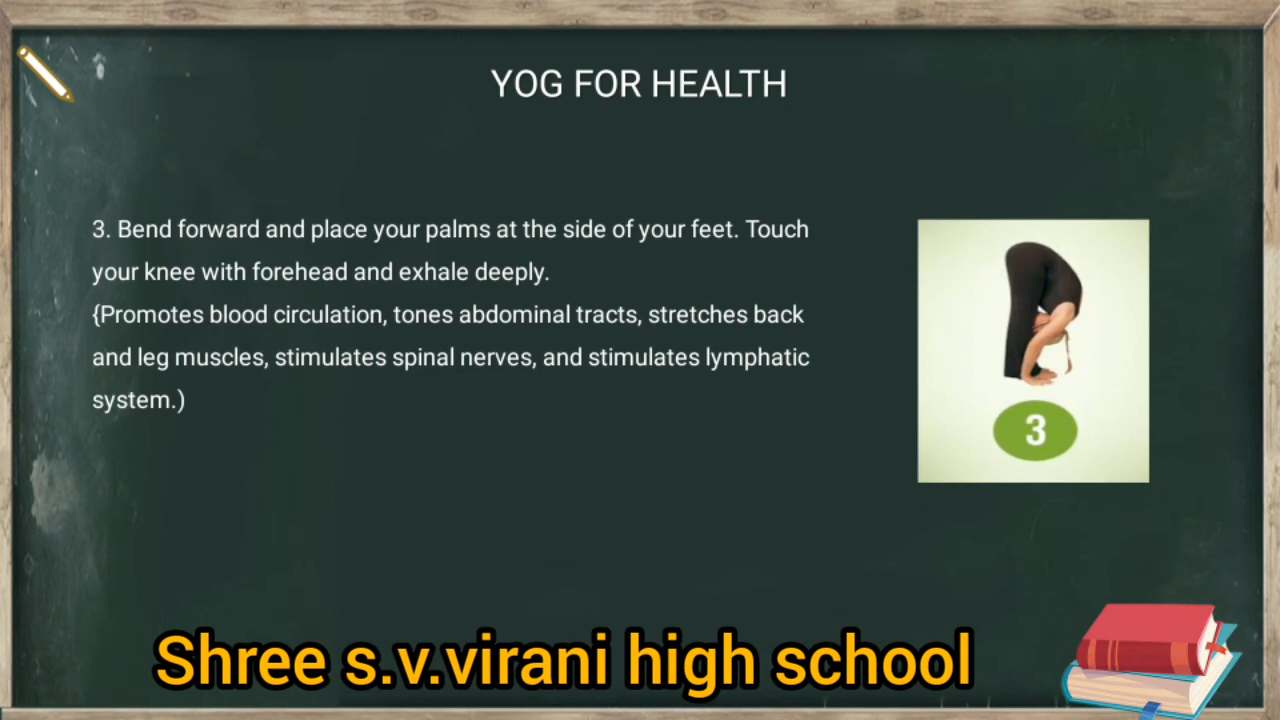 YOG FOR HEALTH
3. Bend forward and place your palms at the side of your feet. Touch
your knee with forehead and exhale deeply.
{Promotes blood circulation, tones abdominal tracts, stretches back
and leg muscles, stimulates spinal nerves, and stimulates lymphatic
system.)
3
Shree s.v.virani high school